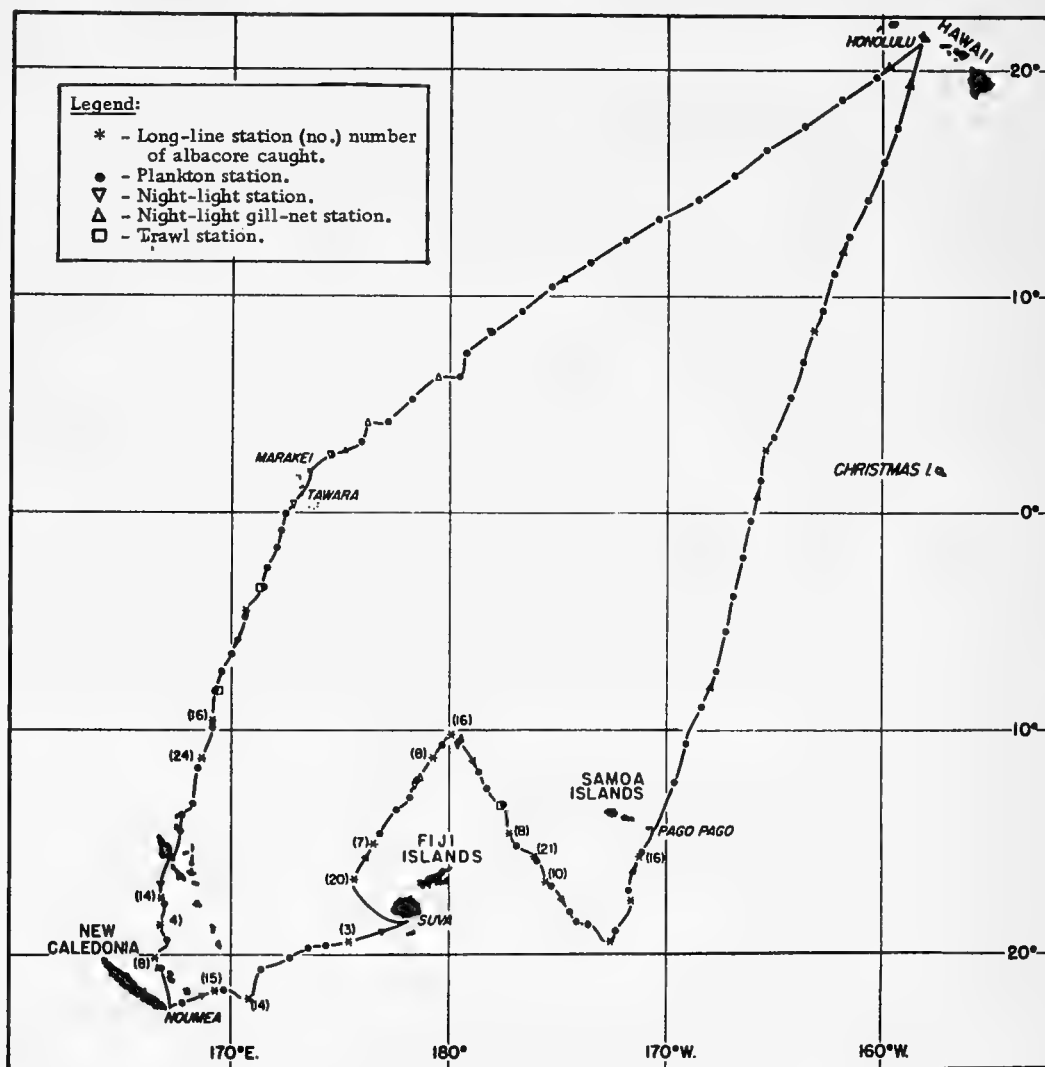 HONOLULU
HAWAII
20°
Legend:
* - Long-line station (no.) number
of albacore caught.
● - Plankton station.
▽ - Night-light station.
△ - Night-light gill-net station.
□ - Trawl station.
10°
MARAKEI
TAWARA
CHRISTMAS I.
0°
(16)
(16)
10°
(24)
(8)
SAMOA
ISLANDS
PAGO PAGO
(7)
(8)
(21)
(16)
FIJI
ISLANDS
(10)
(20)
(14)
SUVA
4)
(3)
NEW
CALEDONIA
(8)
20°
(15)
(14)
NOUMEA
170°E.
180°
170°W.
160°W.